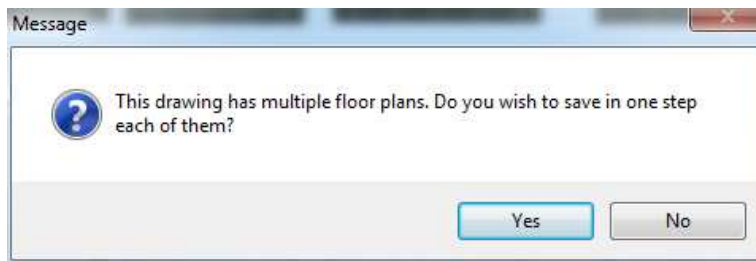 Message
This drawing has multiple floor plans. Do you wish to save in one step
each of them?
Yes
No